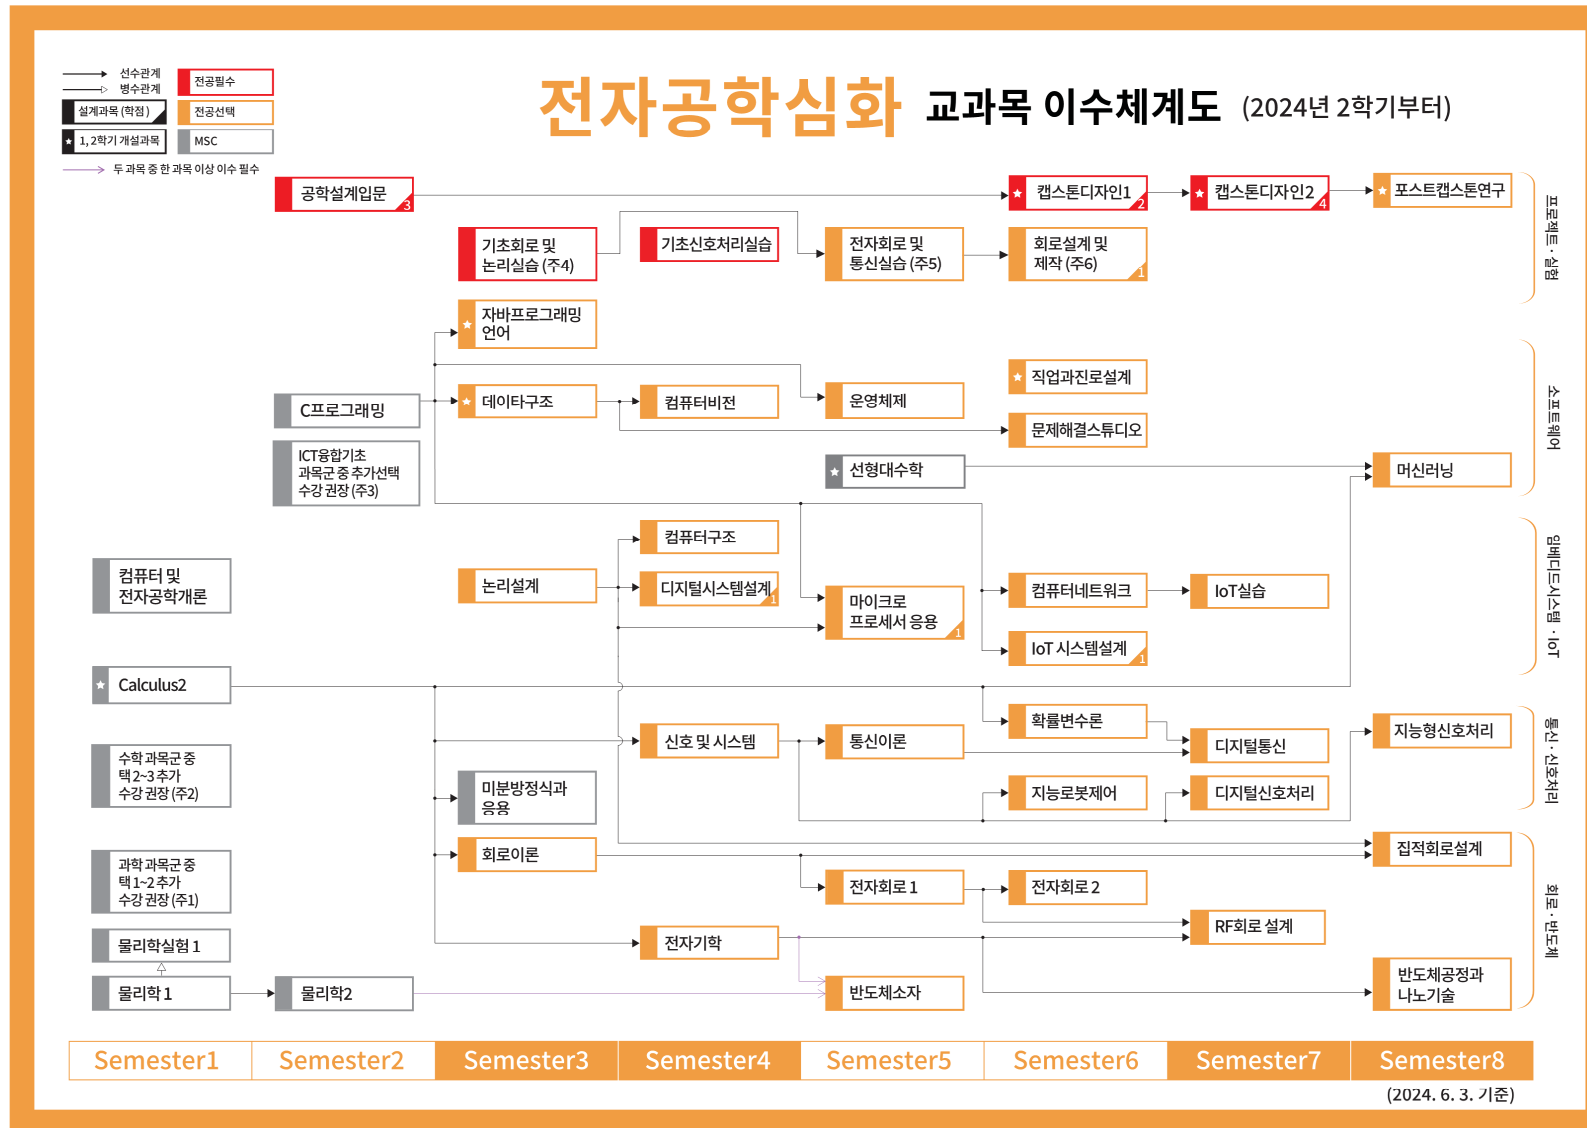 전자공학심화 교과목 이수체계도 (2024년 2학기부터)
선수관계
병수관계
설계과목 (학점)
1, 2학기 개설과목
전공필수
전공선택
MSC
두 과목 중 한 과목 이상 이수 필수
공학설계입문
3
캡스톤디자인1
2
캡스톤디자인2
4
포스트캡스톤연구
기초회로 및
논리실습 (주4)
기초신호처리실습
전자회로 및
통신실습 (주5)
회로설계 및
제작 (주6)
1
프로젝트 · 실험
자바프로그래밍
언어
C프로그래밍
데이타구조
컴퓨터비전
운영체제
직업과진로설계
문제해결스튜디오
ICT융합기초
과목군 중 추가선택
수강 권장 (주3)
선형대수학
머신러닝
소프트웨어
컴퓨터 및
전자공학개론
논리설계
컴퓨터구조
디지털시스템설계
1
마이크로
프로세서 응용
1
컴퓨터네트워크
IoT실습
IoT 시스템설계
1
임베디드시스템 · IoT
Calculus2
수학 과목군 중
택 2~3 추가
수강 권장 (주2)
신호 및 시스템
통신이론
확률변수론
디지털통신
지능형신호처리
미분방정식과
응용
지능로봇제어
디지털신호처리
통신 · 신호처리
과학 과목군 중
택 1~2 추가
수강 권장 (주1)
회로이론
집적회로설계
전자회로 1
전자회로 2
RF회로 설계
물리학실험 1
전자기학
물리학 1
물리학2
반도체소자
반도체공정과
나노기술
회로 · 반도체
Semester1
Semester2
Semester3
Semester4
Semester5
Semester6
Semester7
Semester8
(2024. 6. 3. 기준)